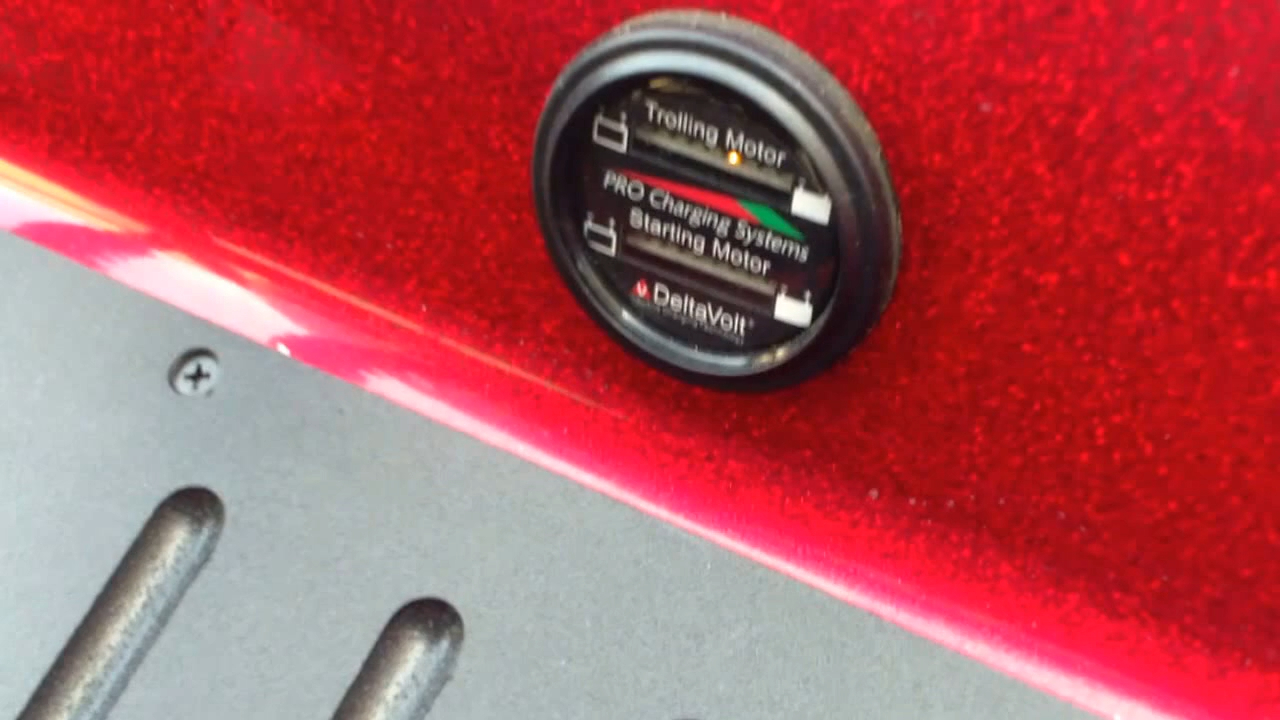 Trolling Motor
PRO Charging Systems
Starting Motor
DeltaVolt